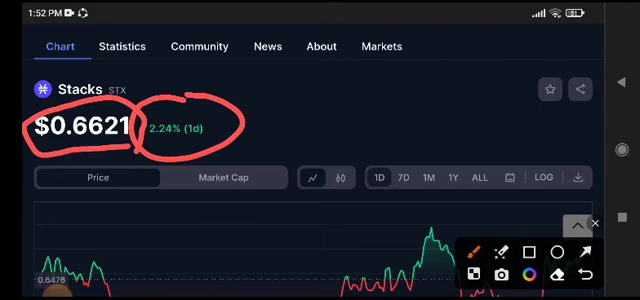 1:52 PM 51
Chart Statistics Community News About Markets
Stacks STX
$0.6621 2.24% (1d)
Price Market Cap 1D 7D 1M 1Y ALL LOG
0.6476